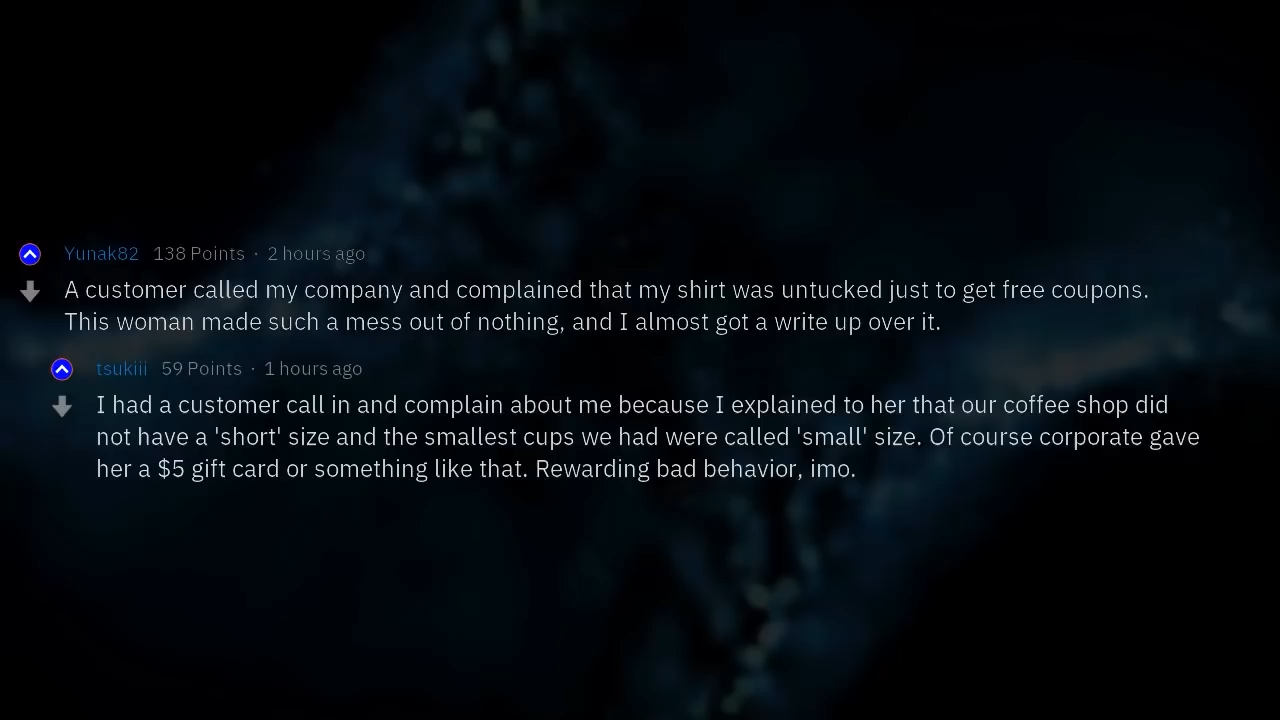 Yunak82 138 Points · 2 hours ago
A customer called my company and complained that my shirt was untucked just to get free coupons.
This woman made such a mess out of nothing, and I almost got a write up over it.
tsukiii 59 Points · 1 hours ago
I had a customer call in and complain about me because I explained to her that our coffee shop did
not have a 'short' size and the smallest cups we had were called 'small' size. Of course corporate gave
her a $5 gift card or something like that. Rewarding bad behavior, imo.